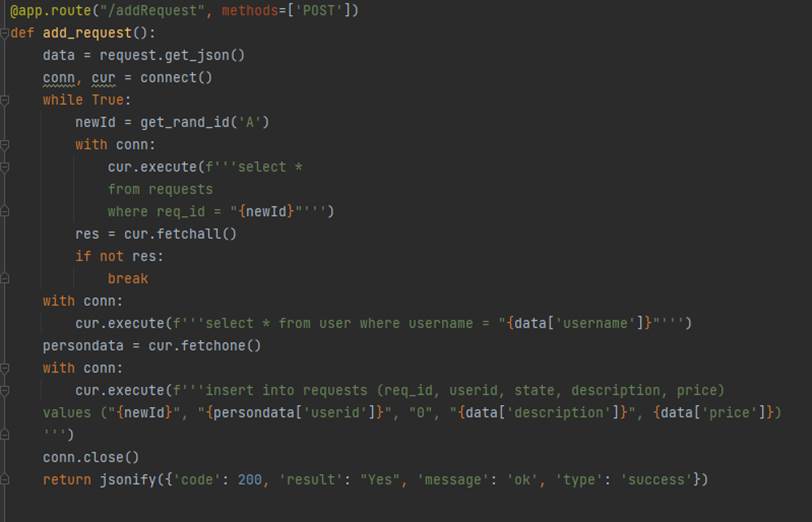 @app.route("/addRequest", methods=['POST'])
def add_request():
    data = request.get_json()
    conn, cur = connect()
    while True:
        newId = get_rand_id('A')
        with conn:
            cur.execute(f'''select *
            from requests
            where req_id = "{newId}"''')
        res = cur.fetchall()
        if not res:
            break
    with conn:
        cur.execute(f'''select * from user where username = "{data['username']}"''')
    persondata = cur.fetchone()
    with conn:
        cur.execute(f'''insert into requests (req_id, userid, state, description, price)
    values ("{newId}", "{persondata['userid']}", "0", "{data['description']}", {data['price']})
    ''')
    conn.close()
    return jsonify({'code': 200, 'result': "Yes", 'message': 'ok', 'type': 'success'})